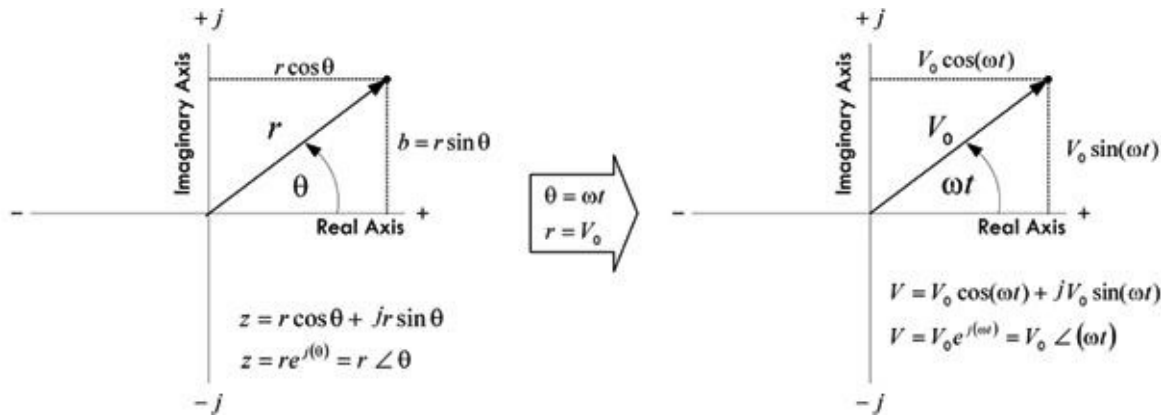 + j
Imaginary Axis
r cos θ
r
b = r sin θ
θ
-
+
Real Axis
z = r cos θ + jr sin θ
z = re^{j(θ)} = r ∠ θ
- j
θ = ωt
r = V₀
+ j
Imaginary Axis
V₀ cos(ωt)
V₀
V₀ sin(ωt)
ωt
-
+
Real Axis
V = V₀ cos(ωt) + jV₀ sin(ωt)
V = V₀e^{j(ωt)} = V₀ ∠ (ωt)
- j